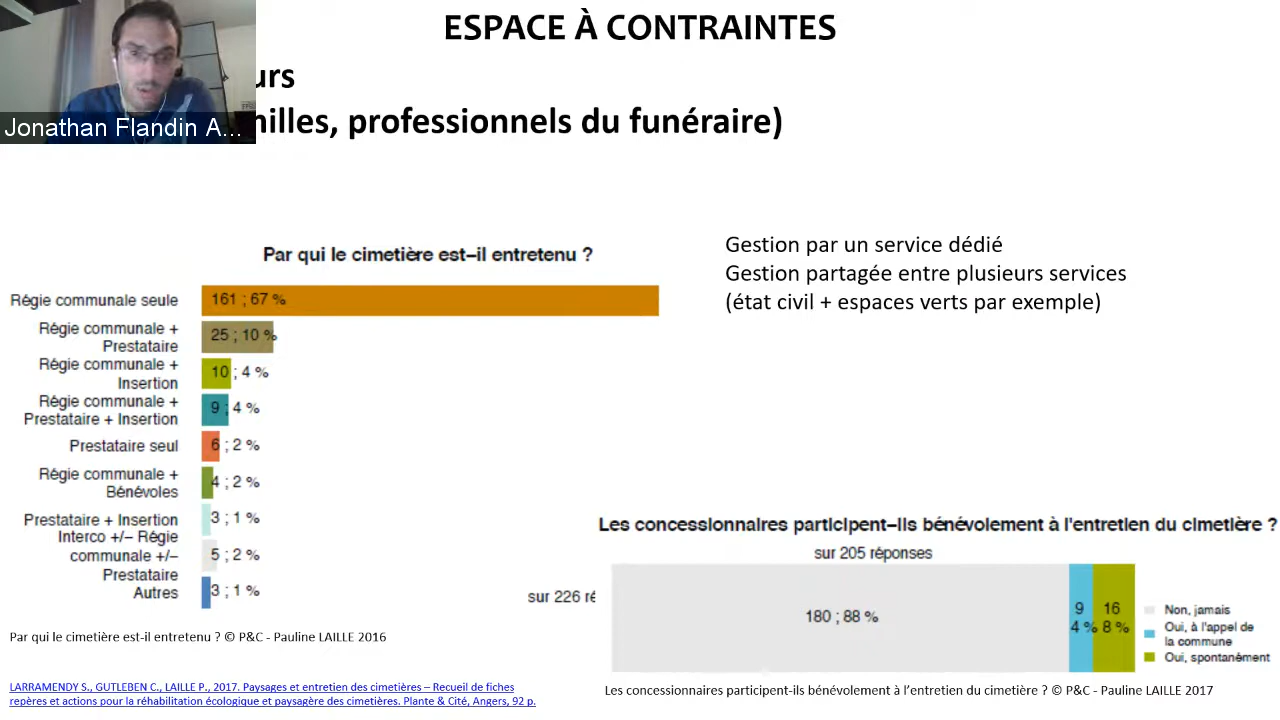 ESPACE À CONTRAINTES
Jonathan Flandin A...
professionnels du funéraire)
Par qui le cimetière est–il entretenu ?
Régie communale seule
161 ; 67 %
Régie communale +
Prestataire
25 ; 10 %
Régie communale +
Insertion
10 ; 4 %
Régie communale +
Prestataire + Insertion
9 ; 4 %
Prestataire seul
6 ; 2 %
Régie communale +
Bénévoles
4 ; 2 %
Prestataire + Insertion
3 ; 1 %
Interco +/– Régie
communale +/–
Prestataire
5 ; 2 %
Autres
3 ; 1 %
sur 226
Par qui le cimetière est-il entretenu ? © P&C - Pauline LAILLE 2016
LARRAMENDY S., GUTLEBEN C., LAILLE P., 2017. Paysages et entretien des cimetières – Recueil de fiches
repères et actions pour la réhabilitation écologique et paysagère des cimetières. Plante & Cité, Angers, 92 p.
Gestion par un service dédié
Gestion partagée entre plusieurs services
(état civil + espaces verts par exemple)
Les concessionnaires participent–ils bénévolement à l'entretien du cimetière ?
sur 205 réponses
180 ; 88 %
9
4 %
16
8 %
Non, jamais
Oui, à l'appel de
la commune
Oui, spontanément
Les concessionnaires participent-ils bénévolement à l'entretien du cimetière ? © P&C - Pauline LAILLE 2017